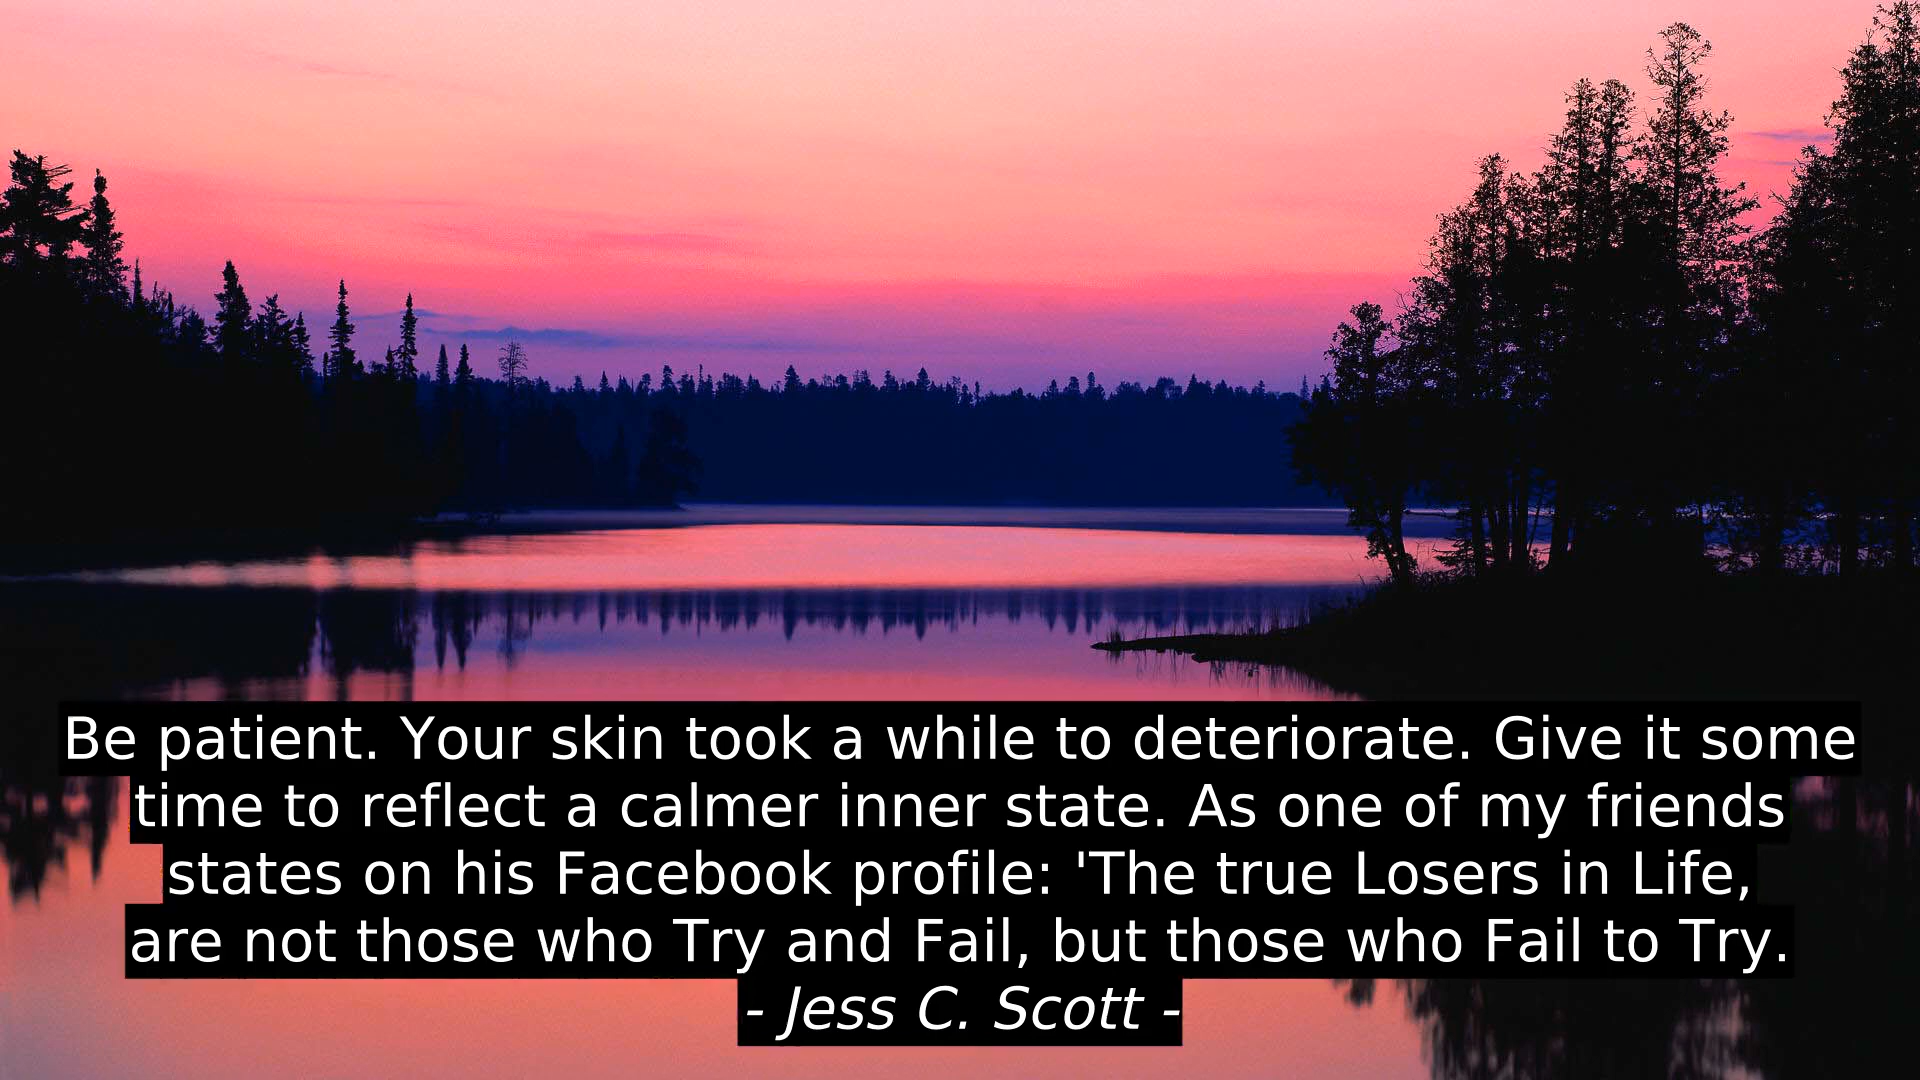 Be patient. Your skin took a while to deteriorate. Give it some
time to reflect a calmer inner state. As one of my friends
states on his Facebook profile: 'The true Losers in Life,
are not those who Try and Fail, but those who Fail to Try.
- Jess C. Scott -